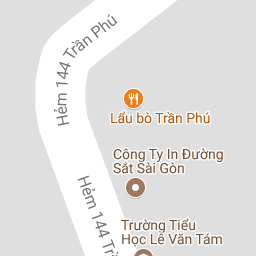 Hẻm 144 Trần Phú
Lẩu bò Trần Phú
Công Ty In Đường
Sắt Sài Gòn
Hẻm 144 Trần
Trường Tiểu
Học Lê Văn Tám